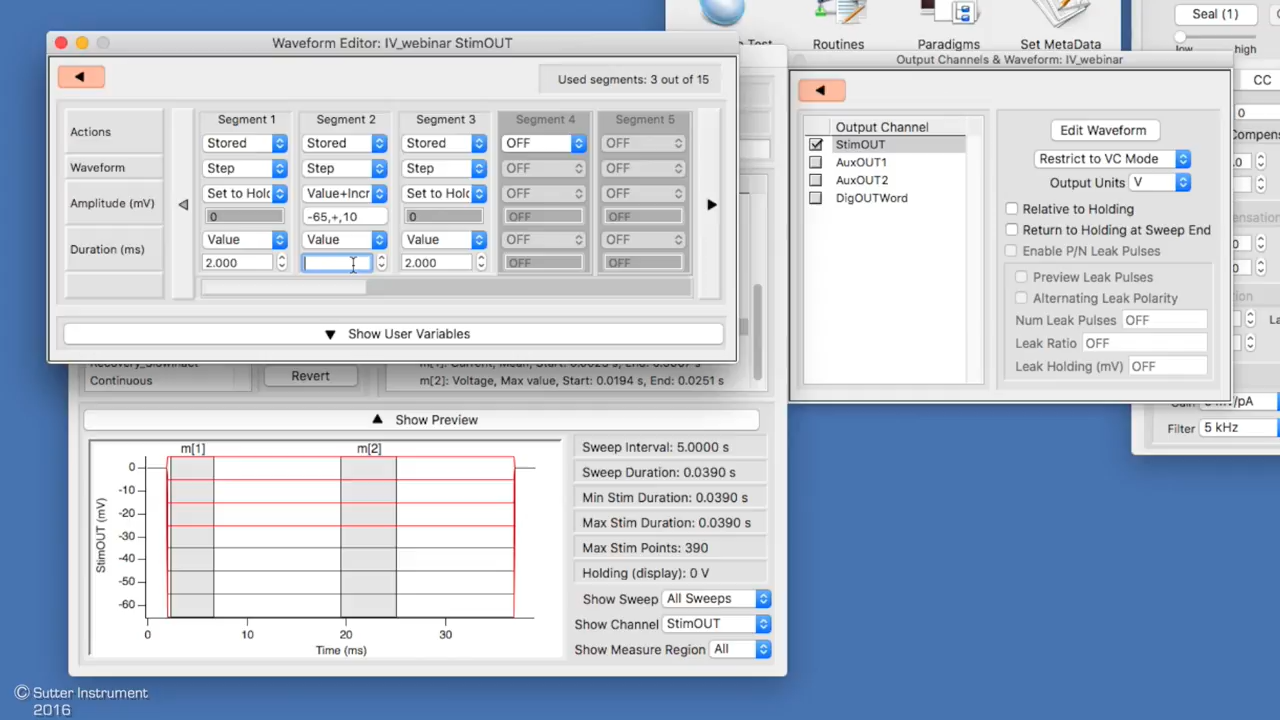 Waveform Editor: IV_webinar StimOUT
Used segments: 3 out of 15
Actions
Waveform
Amplitude (mV)
Duration (ms)
Segment 1
Stored
Step
Set to Hold
0
Value
2.000
Segment 2
Stored
Step
Value+Incr
-65,+,10
Value
Segment 3
Stored
Step
Set to Hold
0
Value
2.000
Segment 4
OFF
OFF
OFF
OFF
OFF
OFF
Segment 5
OFF
OFF
OFF
OFF
OFF
OFF
Show User Variables
Routines
Paradigms
Set MetaData
Seal (1)
low
high
CC
0
Output Channels & Waveform: IV_webinar
Output Channel
StimOUT
AuxOUT1
AuxOUT2
DigOUTWord
Edit Waveform
Restrict to VC Mode
Output Units V
Relative to Holding
Return to Holding at Sweep End
Enable P/N Leak Pulses
Preview Leak Pulses
Alternating Leak Polarity
Num Leak Pulses OFF
Leak Ratio OFF
Leak Holding (mV) OFF
Filter 5 kHz
Continuous
Revert
m[2]: Voltage, Max value, Start: 0.0194 s, End: 0.0251 s
Show Preview
m[1]
m[2]
StimOUT (mV)
0
-10
-20
-30
-40
-50
-60
0
10
20
30
Time (ms)
Sweep Interval: 5.0000 s
Sweep Duration: 0.0390 s
Min Stim Duration: 0.0390 s
Max Stim Duration: 0.0390 s
Max Stim Points: 390
Holding (display): 0 V
Show Sweep All Sweeps
Show Channel StimOUT
Show Measure Region All
© Sutter Instrument
2016